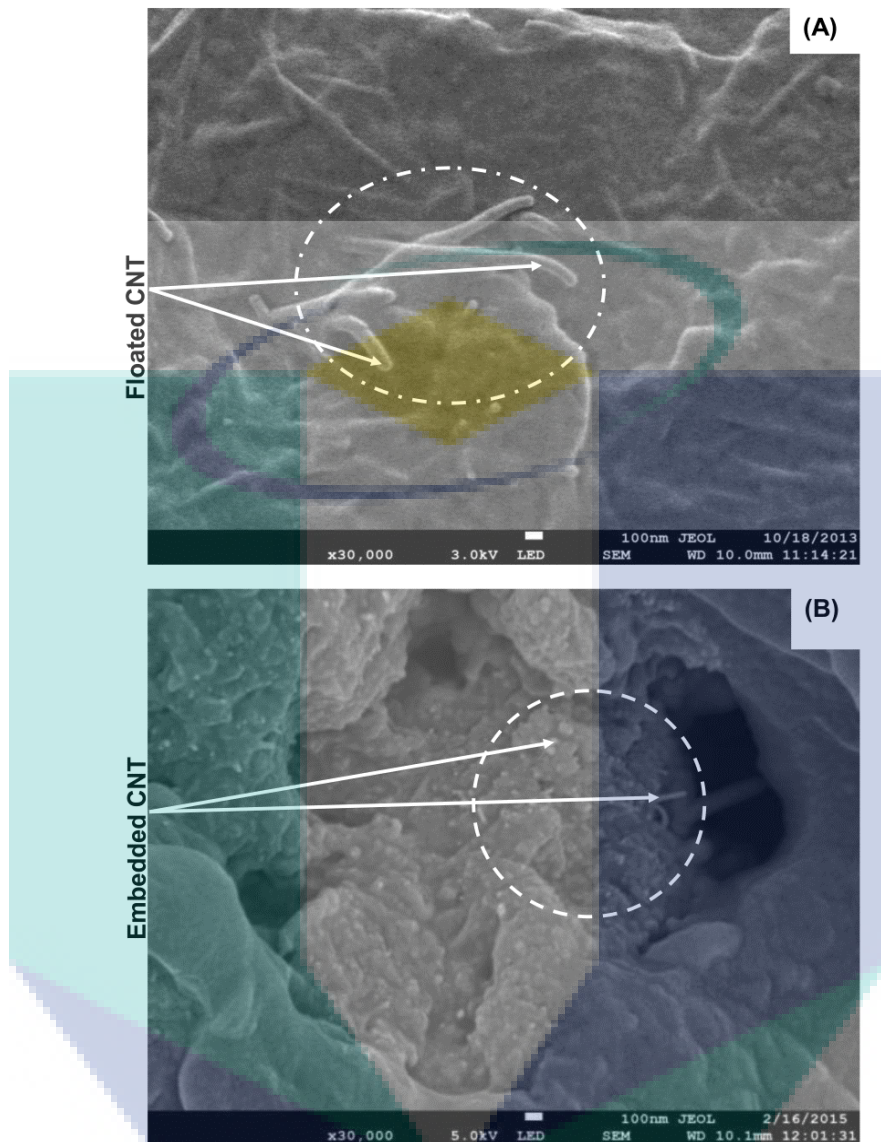 (A)
Floated CNT
100nm JEOL 10/18/2013
x30,000 3.0kV LED SEM WD 10.0mm 11:14:21
(B)
Embedded CNT
100nm JEOL 2/16/2015
x30,000 5.0kV LED SEM WD 10.1mm 12:01:31